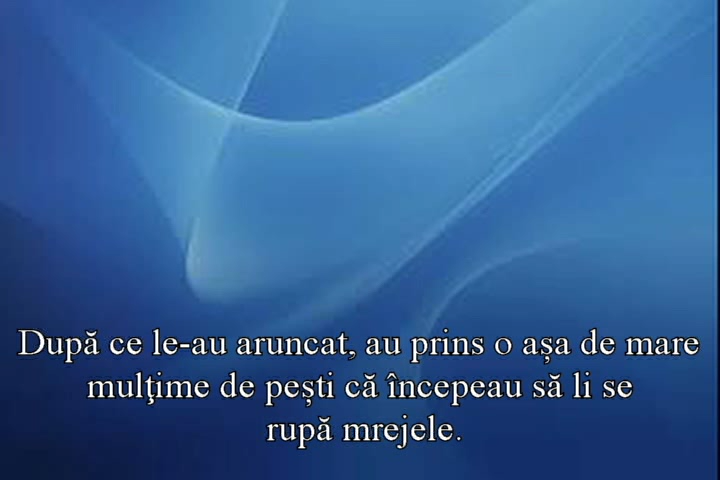 După ce le-au aruncat, au prins o așa de mare
mulţime de pești că începeau să li se
rupă mrejele.